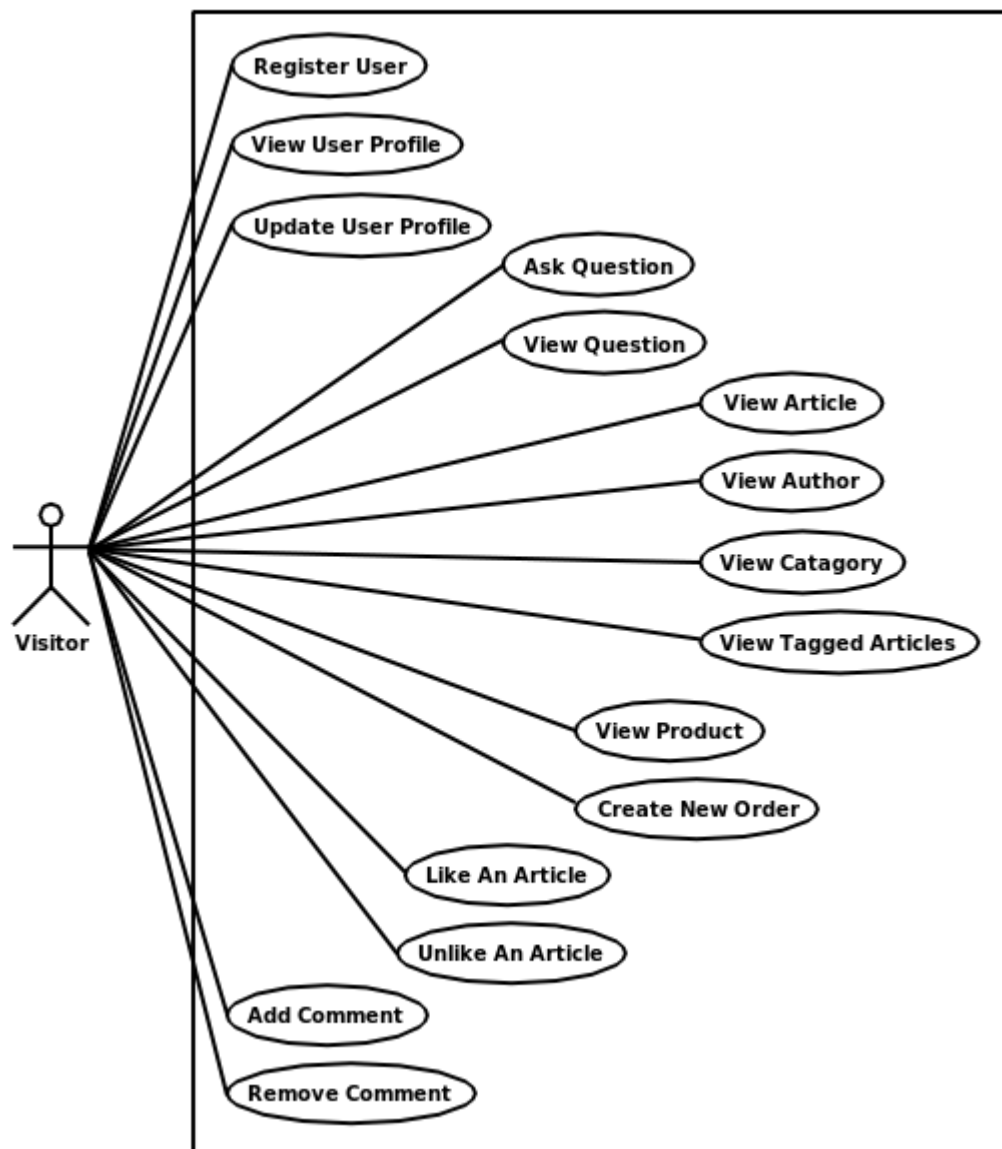 Register User
View User Profile
Update User Profile
Ask Question
View Question
View Article
View Author
View Catagory
Visitor
View Tagged Articles
View Product
Create New Order
Like An Article
Unlike An Article
Add Comment
Remove Comment